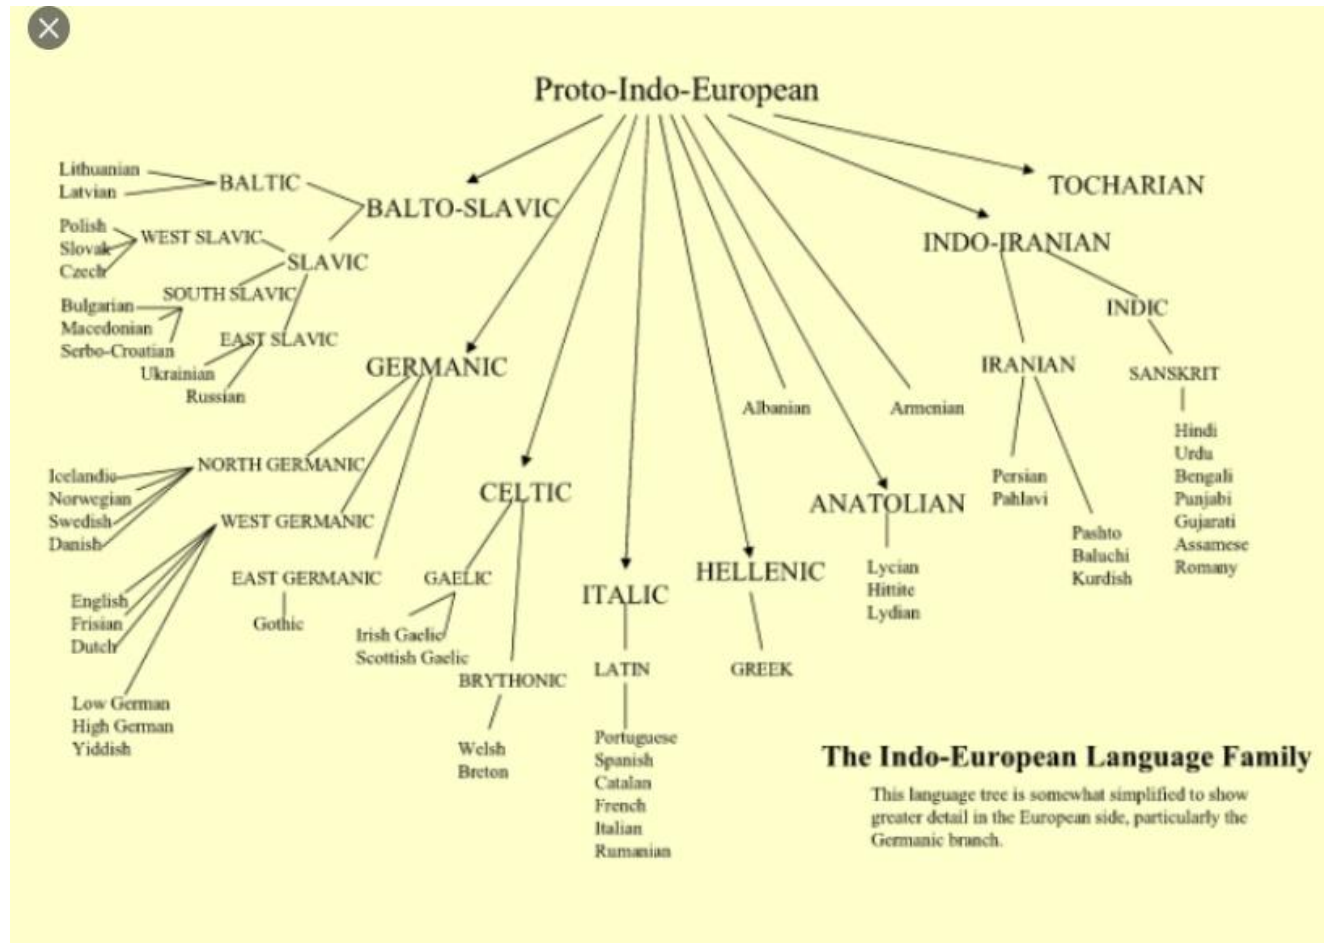 Proto-Indo-European
Lithuanian
Latvian
BALTIC
BALTO-SLAVIC
Polish
Slovak
Czech
WEST SLAVIC
SLAVIC
SOUTH SLAVIC
Bulgarian
Macedonian
Serbo-Croatian
EAST SLAVIC
Ukrainian
Russian
GERMANIC
NORTH GERMANIC
Icelandic
Norwegian
Swedish
Danish
WEST GERMANIC
English
Frisian
Dutch
Low German
High German
Yiddish
EAST GERMANIC
Gothic
CELTIC
GAELIC
Irish Gaelic
Scottish Gaelic
BRYTHONIC
Welsh
Breton
ITALIC
LATIN
Portuguese
Spanish
Catalan
French
Italian
Rumanian
HELLENIC
GREEK
Albanian
ANATOLIAN
Lycian
Hittite
Lydian
Armenian
INDO-IRANIAN
IRANIAN
Persian
Pahlavi
Pashto
Baluchi
Kurdish
INDIC
SANSKRIT
Hindi
Urdu
Bengali
Punjabi
Gujarati
Assamese
Romany
TOCHARIAN
The Indo-European Language Family
This language tree is somewhat simplified to show
greater detail in the European side, particularly the
Germanic branch.